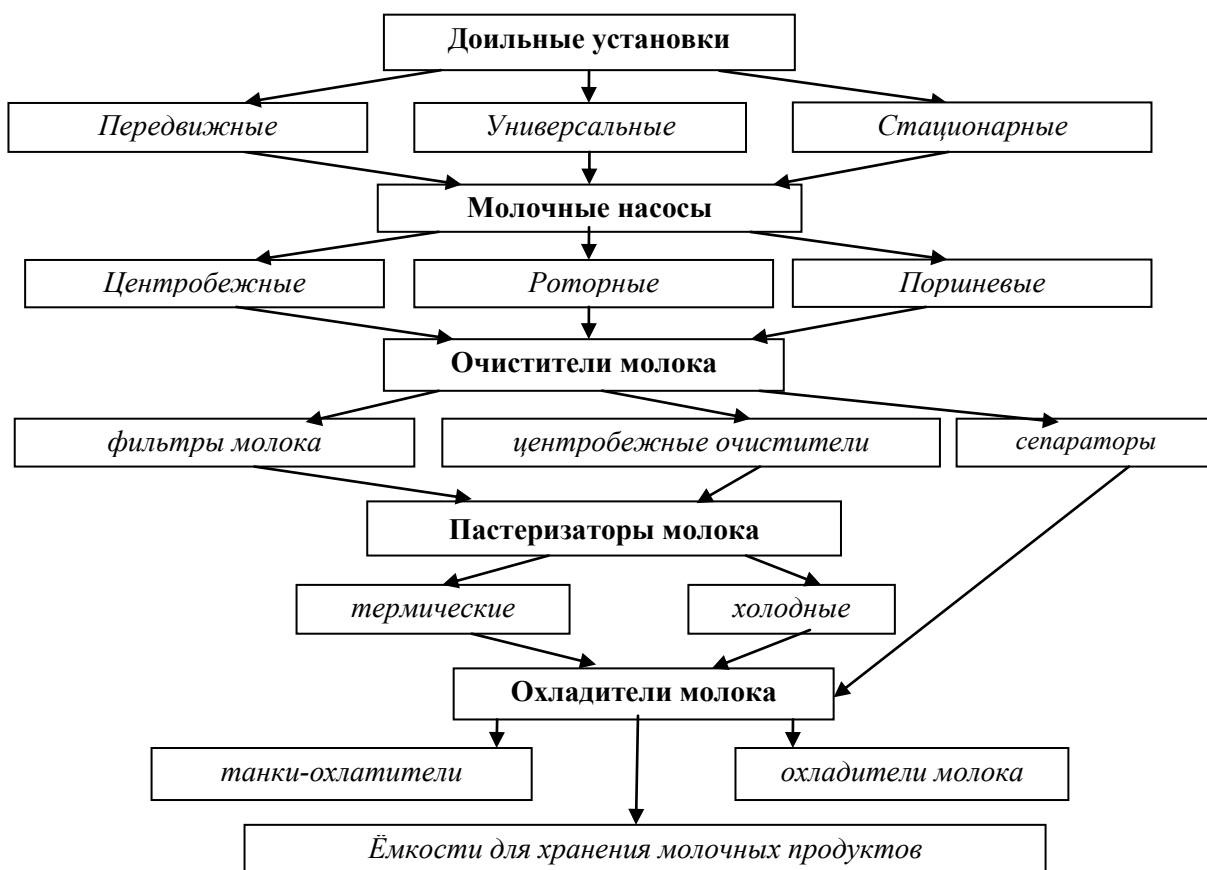 Доильные установки
Передвижные
Универсальные
Стационарные
Молочные насосы
Центробежные
Роторные
Поршневые
Очистители молока
фильтры молока
центробежные очистители
сепараторы
Пастеризаторы молока
термические
холодные
Охладители молока
танки-охлатители
охладители молока
Ёмкости для хранения молочных продуктов